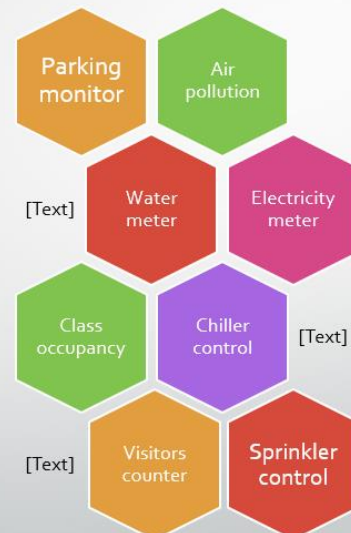 Parking
monitor
Air
pollution
[Text]
Water
meter
Electricity
meter
Class
occupancy
Chiller
control
[Text]
[Text]
Visitors
counter
Sprinkler
control